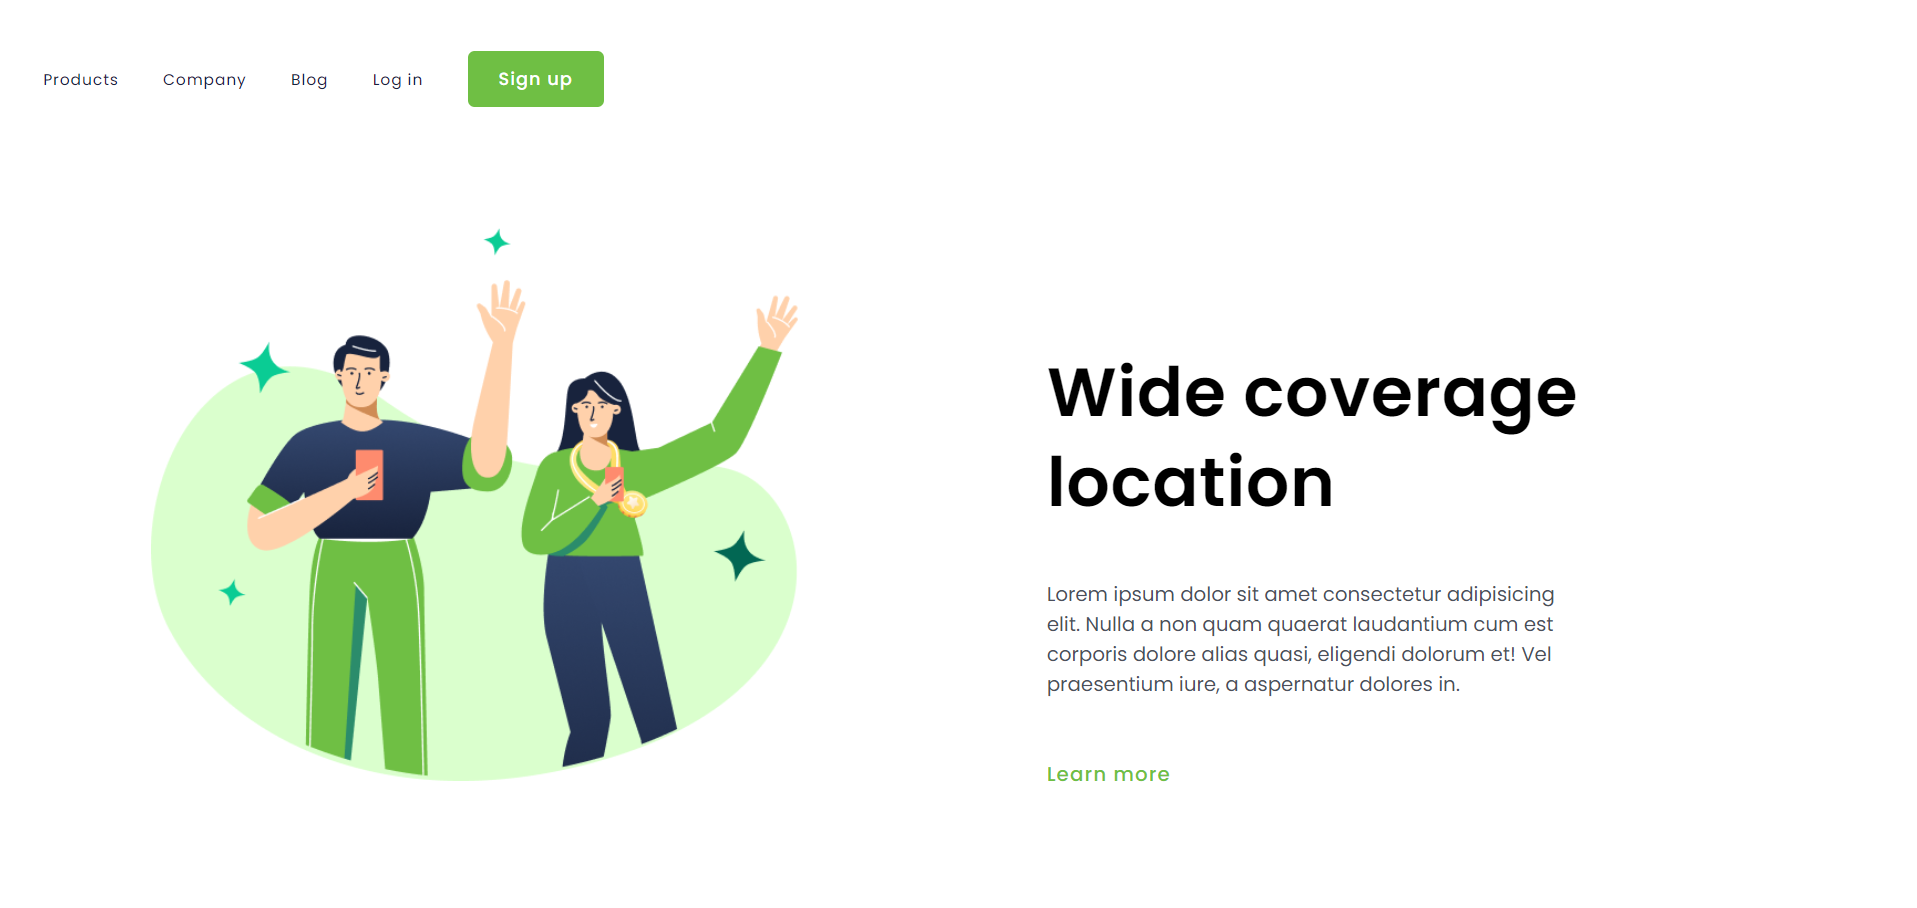 Products Company Blog Log in Sign up
Wide coverage
location
Lorem ipsum dolor sit amet consectetur adipisicing
elit. Nulla a non quam quaerat laudantium cum est
corporis dolore alias quasi, eligendi dolorum et! Vel
praesentium iure, a aspernatur dolores in.
Learn more